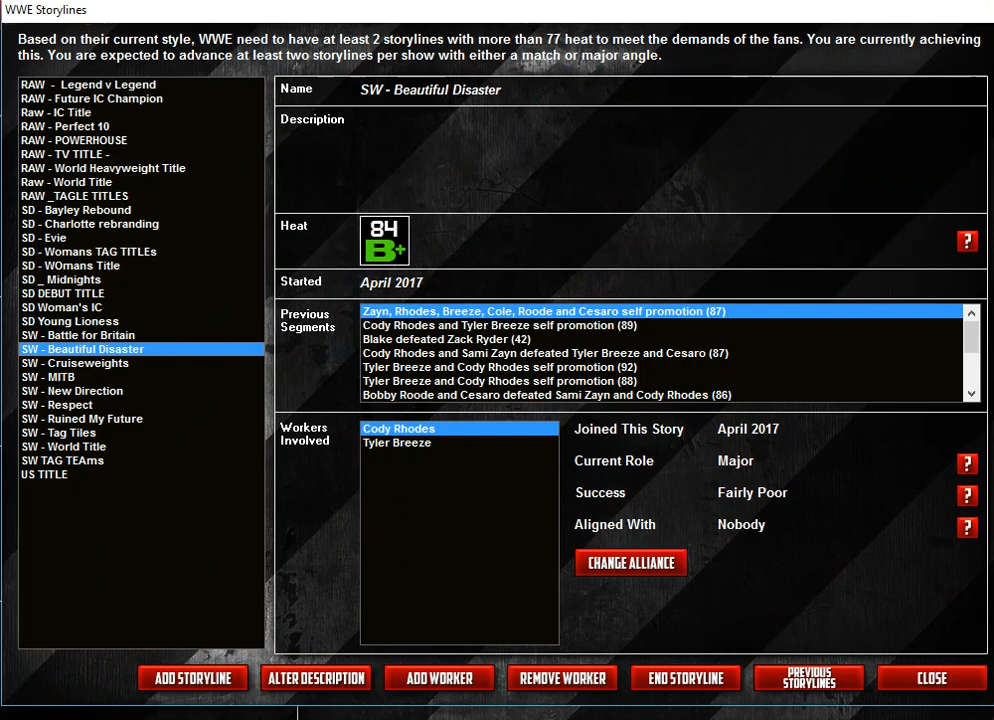 WWE Storylines
Based on their current style, WWE need to have at least 2 storylines with more than 77 heat to meet the demands of the fans. You are currently achieving
this. You are expected to advance at least two storylines per show with either a match or major angle.
RAW - Legend v Legend
RAW - Future IC Champion
Raw - IC Title
RAW - Perfect 10
RAW - POWERHOUSE
RAW - TV TITLE -
RAW - World Heavyweight Title
Raw - World Title
RAW _TAGLE TITLES
SD - Bayley Rebound
SD - Charlotte rebranding
SD - Evie
SD - Womans TAG TITLEs
SD - WOmans Title
SD _ Midnights
SD DEBUT TITLE
SD Woman's IC
SD Young Lioness
SW - Battle for Britain
SW - Beautiful Disaster
SW - Cruiseweights
SW - MITB
SW - New Direction
SW - Respect
SW - Ruined My Future
SW - Tag Tiles
SW - World Title
SW TAG TEAms
US TITLE
Name
SW - Beautiful Disaster
Description
Heat
84
B+
?
Started
April 2017
Previous
Segments
Zayn, Rhodes, Breeze, Cole, Roode and Cesaro self promotion (87)
Cody Rhodes and Tyler Breeze self promotion (89)
Blake defeated Zack Ryder (42)
Cody Rhodes and Sami Zayn defeated Tyler Breeze and Cesaro (87)
Tyler Breeze and Cody Rhodes self promotion (92)
Tyler Breeze and Cody Rhodes self promotion (88)
Bobby Roode and Cesaro defeated Sami Zayn and Cody Rhodes (86)
Workers
Involved
Cody Rhodes
Tyler Breeze
Joined This Story April 2017
Current Role Major ?
Success Fairly Poor ?
Aligned With Nobody ?
CHANGE ALLIANCE
ADD STORYLINE
ALTER DESCRIPTION
ADD WORKER
REMOVE WORKER
END STORYLINE
PREVIOUS
STORYLINES
CLOSE